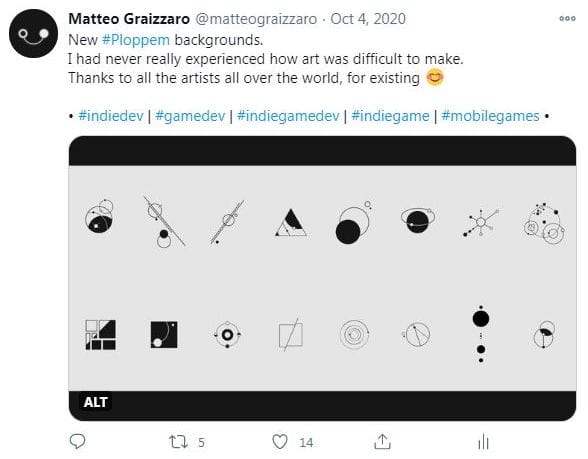 Matteo Graizzaro @matteograizzaro · Oct 4, 2020
New #Ploppem backgrounds.
I had never really experienced how art was difficult to make.
Thanks to all the artists all over the world, for existing 😊
• #indiedev | #gamedev | #indiegamedev | #indiegame | #mobilegames •
ALT
5 14